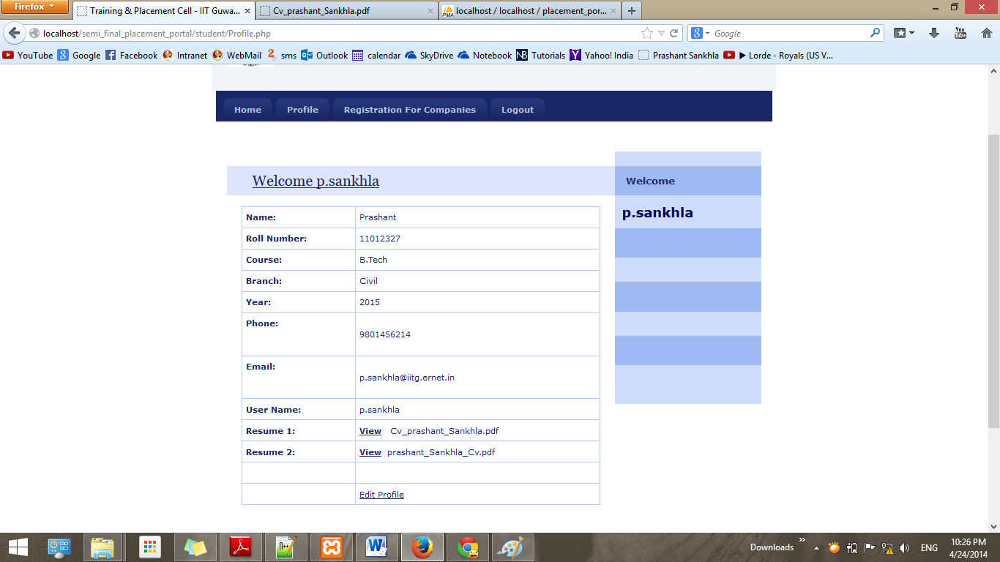 Firefox
Training & Placement Cell - IIT Guwa...
Cv_prashant_Sankhla.pdf
localhost / localhost / placement_por...
localhost/semi_final_placement_portal/student/Profile.php
Google
YouTube Google Facebook Intranet WebMail sms Outlook calendar SkyDrive Notebook Tutorials Yahoo! India Prashant Sankhla ▶ Lorde - Royals (US V...
Home Profile Registration For Companies Logout
Welcome p.sankhla
Name: Prashant
Roll Number: 11012327
Course: B.Tech
Branch: Civil
Year: 2015
Phone: 9801456214
Email: p.sankhla@iitg.ernet.in
User Name: p.sankhla
Resume 1: View Cv_prashant_Sankhla.pdf
Resume 2: View prashant_Sankhla_Cv.pdf
Edit Profile
Welcome
p.sankhla
Downloads
ENG
10:26 PM
4/24/2014